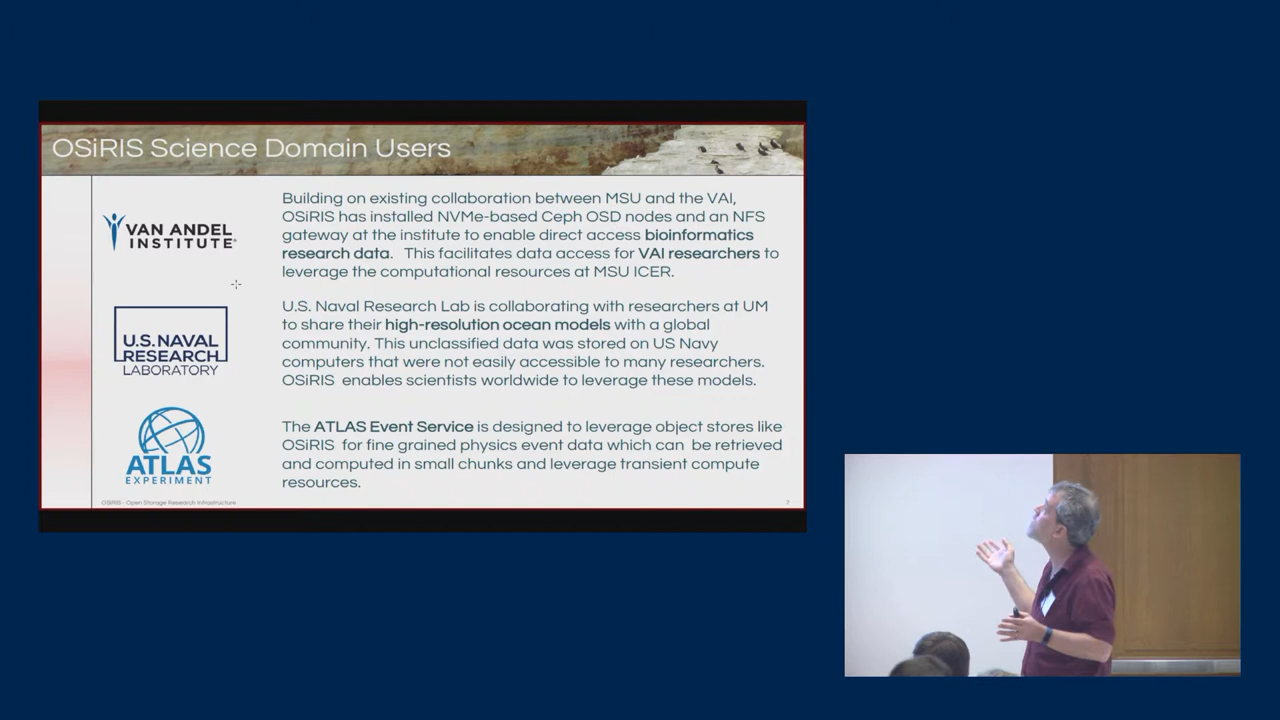 OSiRIS Science Domain Users
VAN ANDEL
INSTITUTE®
Building on existing collaboration between MSU and the VAI,
OSiRIS has installed NVMe-based Ceph OSD nodes and an NFS
gateway at the institute to enable direct access bioinformatics
research data. This facilitates data access for VAI researchers to
leverage the computational resources at MSU ICER.
U.S. NAVAL
RESEARCH
LABORATORY
U.S. Naval Research Lab is collaborating with researchers at UM
to share their high-resolution ocean models with a global
community. This unclassified data was stored on US Navy
computers that were not easily accessible to many researchers.
OSiRIS enables scientists worldwide to leverage these models.
ATLAS
EXPERIMENT
The ATLAS Event Service is designed to leverage object stores like
OSiRIS for fine grained physics event data which can be retrieved
and computed in small chunks and leverage transient compute
resources.
OSiRIS - Open Storage Research Infrastructure
7